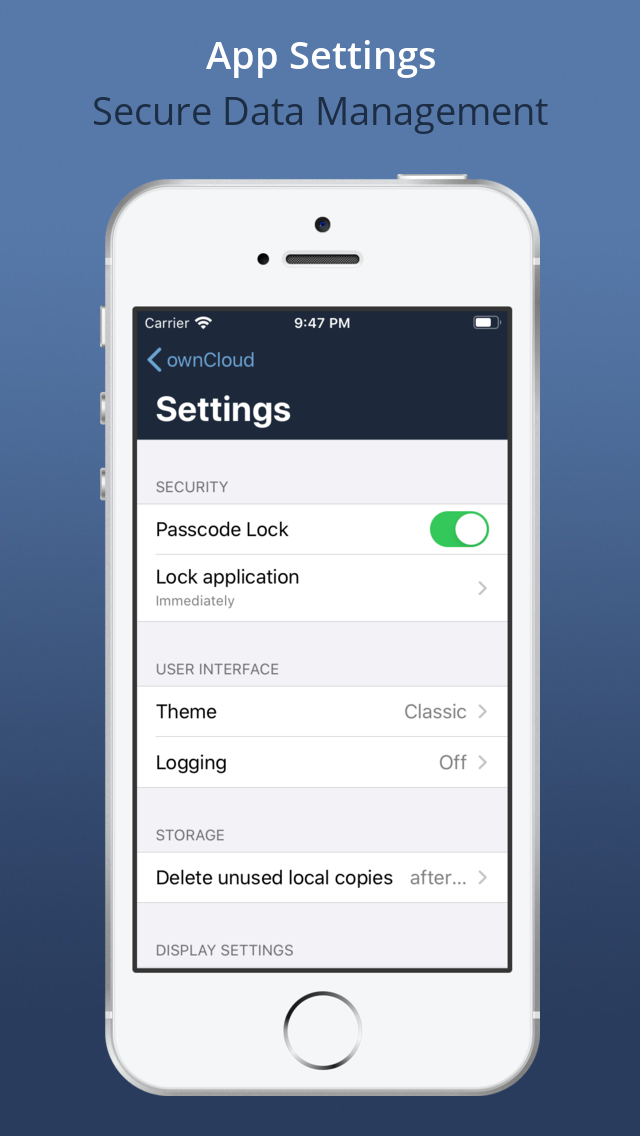 App Settings
Secure Data Management
Carrier 9:47 PM
ownCloud
Settings
SECURITY
Passcode Lock
Lock application
Immediately
USER INTERFACE
Theme Classic
Logging Off
STORAGE
Delete unused local copies after...
DISPLAY SETTINGS